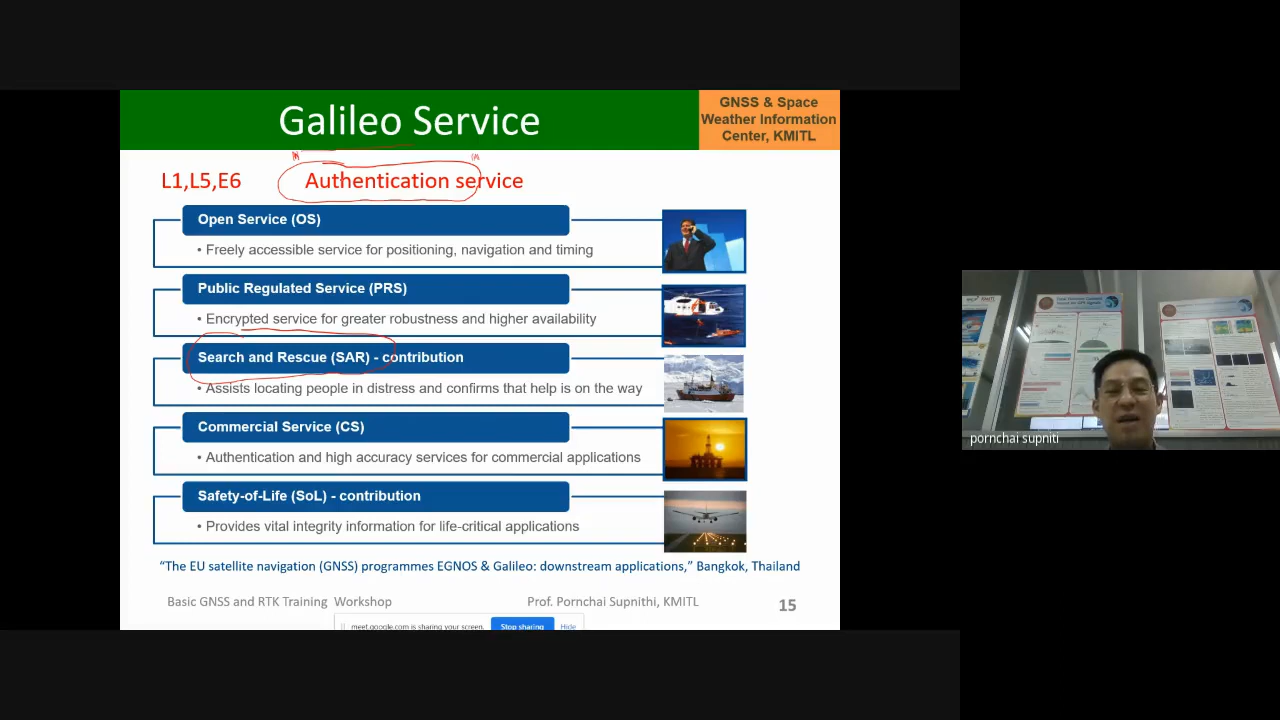 Galileo Service
GNSS & Space
Weather Information
Center, KMITL
L1,L5,E6
Authentication service
Open Service (OS)
• Freely accessible service for positioning, navigation and timing
Public Regulated Service (PRS)
• Encrypted service for greater robustness and higher availability
Search and Rescue (SAR) - contribution
• Assists locating people in distress and confirms that help is on the way
Commercial Service (CS)
• Authentication and high accuracy services for commercial applications
Safety-of-Life (SoL) - contribution
• Provides vital integrity information for life-critical applications
“The EU satellite navigation (GNSS) programmes EGNOS & Galileo: downstream applications,” Bangkok, Thailand
Basic GNSS and RTK Training Workshop
Prof. Pornchai Supnithi, KMITL
15
meet.google.com is sharing your screen.
Stop sharing
Hide
pornchai supniti